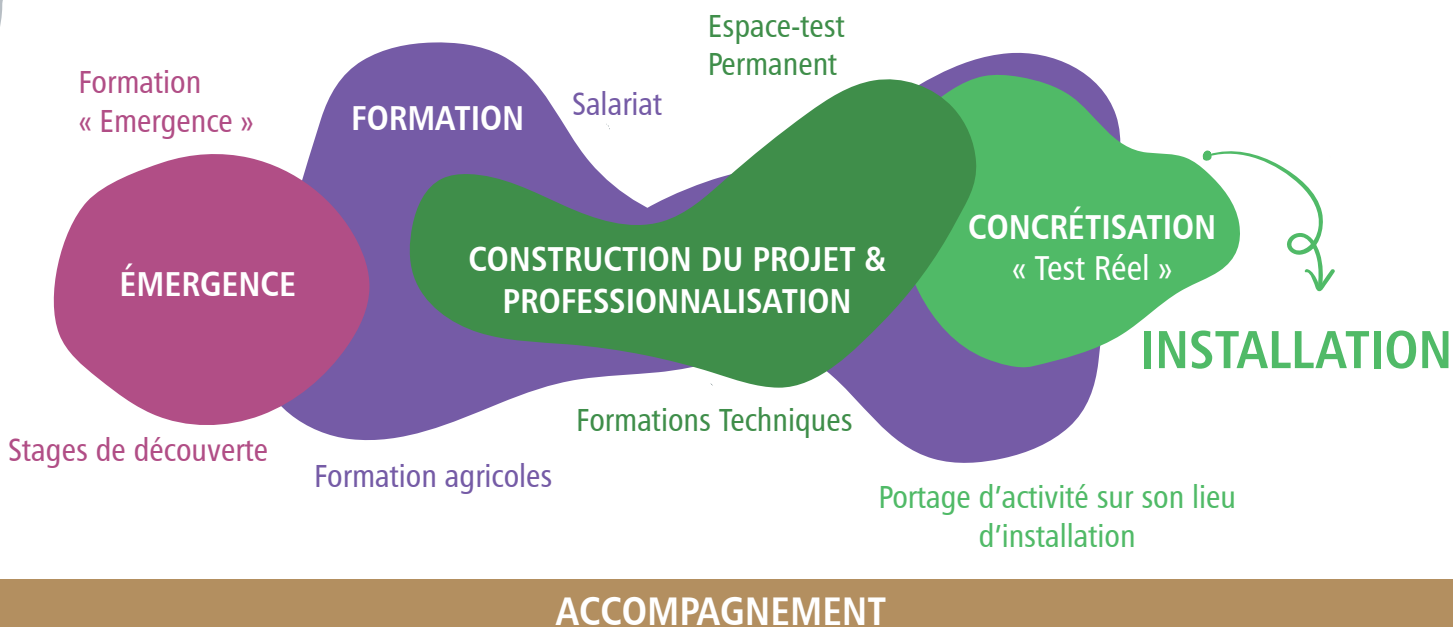 Espace-test
Permanent
Formation
« Emergence »
FORMATION
Salariat
ÉMERGENCE
CONSTRUCTION DU PROJET &
PROFESSIONNALISATION
CONCRÉTISATION
« Test Réel »
INSTALLATION
Stages de découverte
Formation agricoles
Formations Techniques
Portage d’activité sur son lieu
d’installation
ACCOMPAGNEMENT